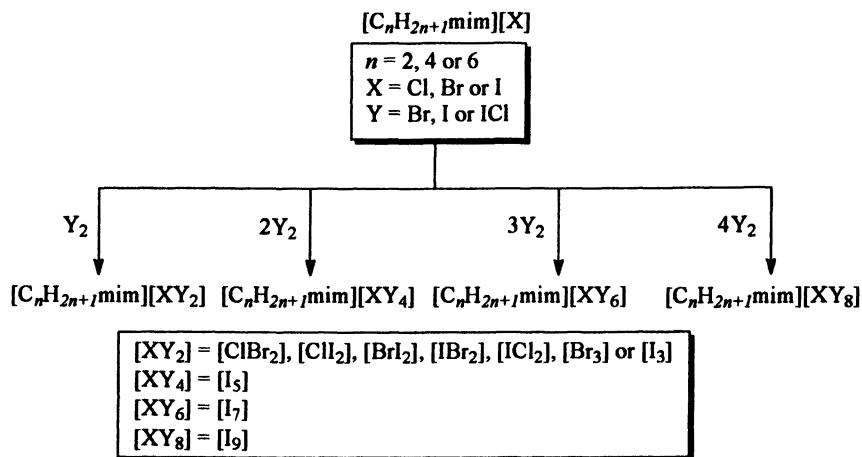 [CₙH₂ₙ₊₁mim][X]
n = 2, 4 or 6
X = Cl, Br or I
Y = Br, I or ICl
Y₂ 2Y₂ 3Y₂ 4Y₂
[CₙH₂ₙ₊₁mim][XY₂] [CₙH₂ₙ₊₁mim][XY₄] [CₙH₂ₙ₊₁mim][XY₆] [CₙH₂ₙ₊₁mim][XY₈]
[XY₂] = [ClBr₂], [ClI₂], [BrI₂], [IBr₂], [ICl₂], [Br₃] or [I₃]
[XY₄] = [I₅]
[XY₆] = [I₇]
[XY₈] = [I₉]